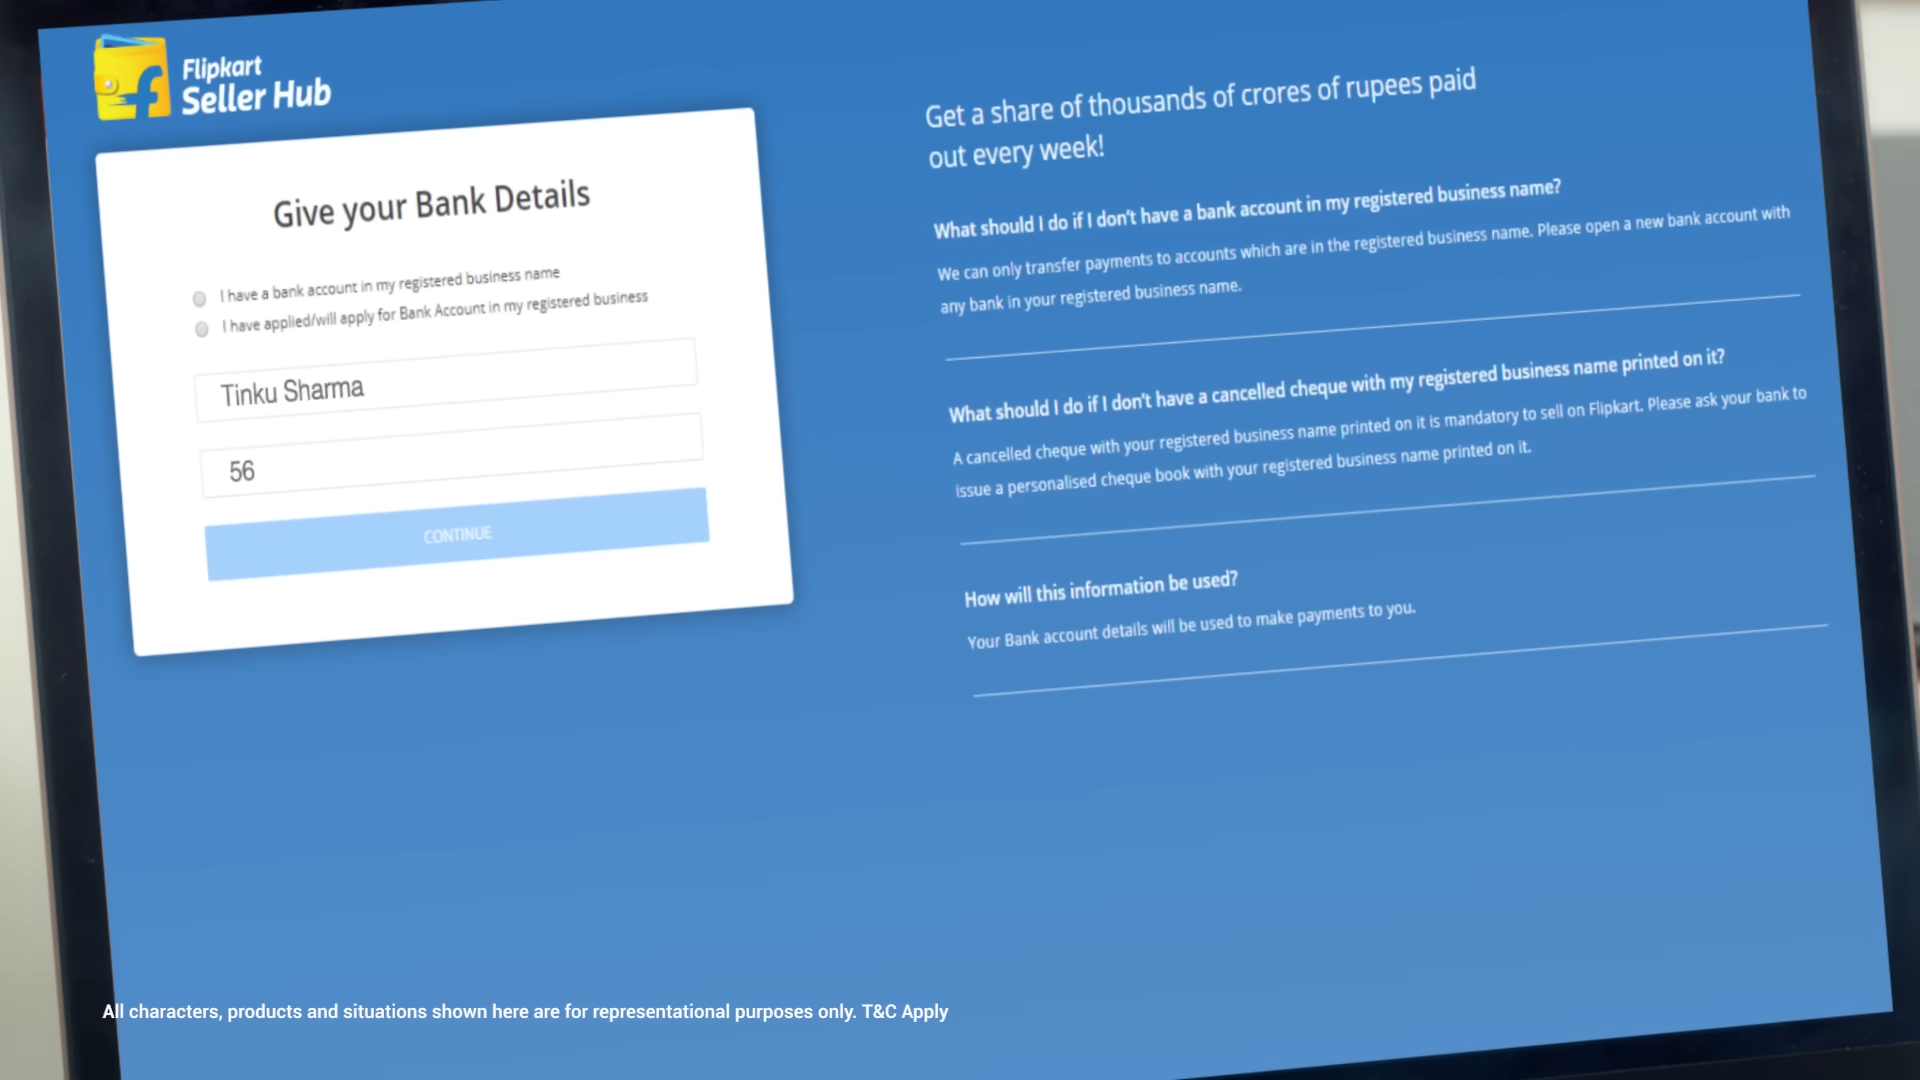 Flipkart
Seller Hub
Give your Bank Details
I have a bank account in my registered business name
I have applied/will apply for Bank Account in my registered business
Tinku Sharma
56
CONTINUE
Get a share of thousands of crores of rupees paid
out every week!
What should I do if I don't have a bank account in my registered business name?
We can only transfer payments to accounts which are in the registered business name. Please open a new bank account with
any bank in your registered business name.
What should I do if I don't have a cancelled cheque with my registered business name printed on it?
A cancelled cheque with your registered business name printed on it is mandatory to sell on Flipkart. Please ask your bank to
issue a personalised cheque book with your registered business name printed on it.
How will this information be used?
Your Bank account details will be used to make payments to you.
All characters, products and situations shown here are for representational purposes only. T&C Apply